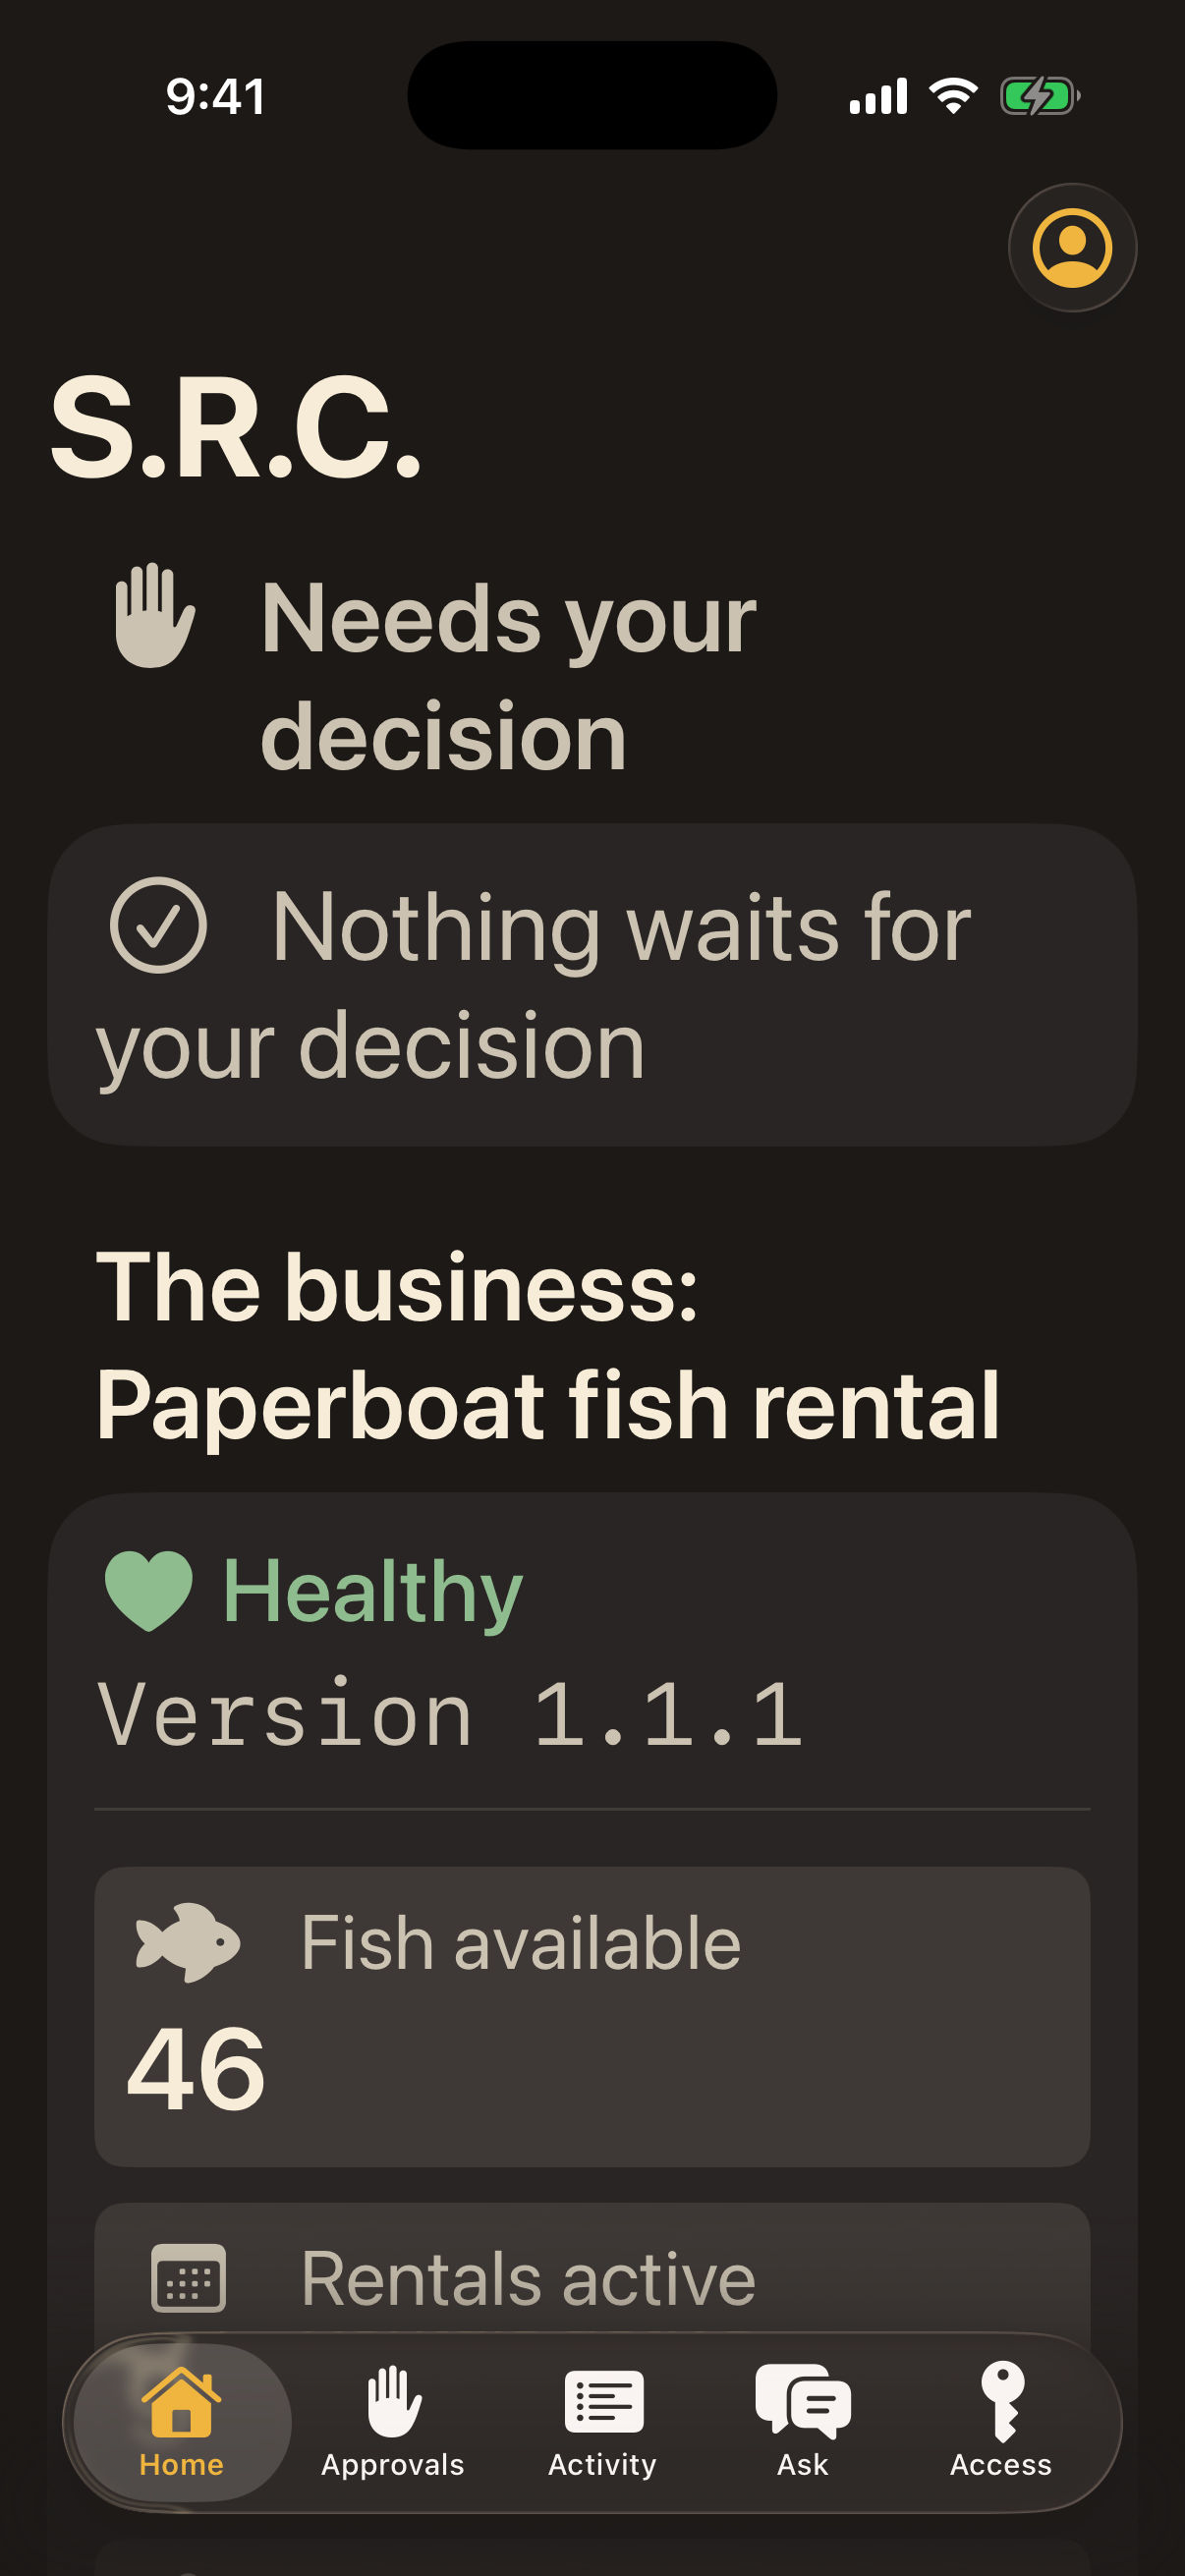 9:41
S.R.C.
Needs your
decision
Nothing waits for
your decision
The business:
Paperboat fish rental
Healthy
Version 1.1.1
Fish available
46
Rentals active
Home
Approvals
Activity
Ask
Access